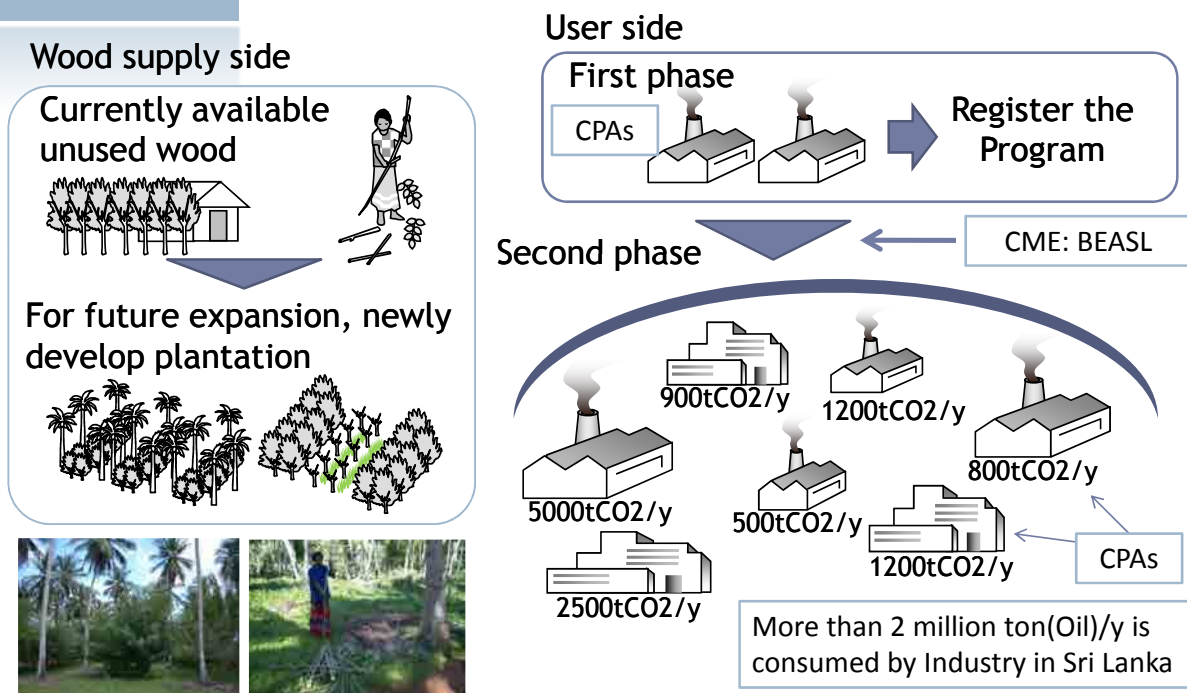 Wood supply side
Currently available
unused wood
For future expansion, newly
develop plantation
User side
First phase
CPAs
Register the
Program
CME: BEASL
Second phase
900tCO2/y
1200tCO2/y
800tCO2/y
5000tCO2/y
500tCO2/y
1200tCO2/y
2500tCO2/y
CPAs
More than 2 million ton(Oil)/y is
consumed by Industry in Sri Lanka